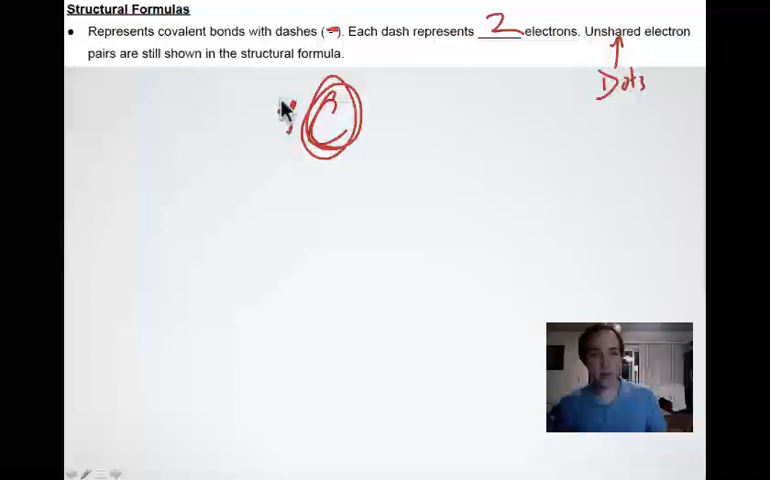 Structural Formulas
• Represents covalent bonds with dashes (-). Each dash represents 2 electrons. Unshared electron
pairs are still shown in the structural formula.
Dots
C